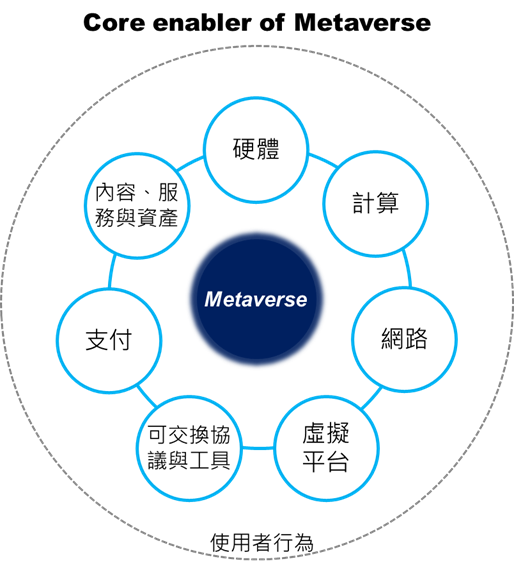 Core enabler of Metaverse
硬體
計算
網路
虛擬
平台
可交換協
議與工具
支付
內容、服
務與資產
Metaverse
使用者行為